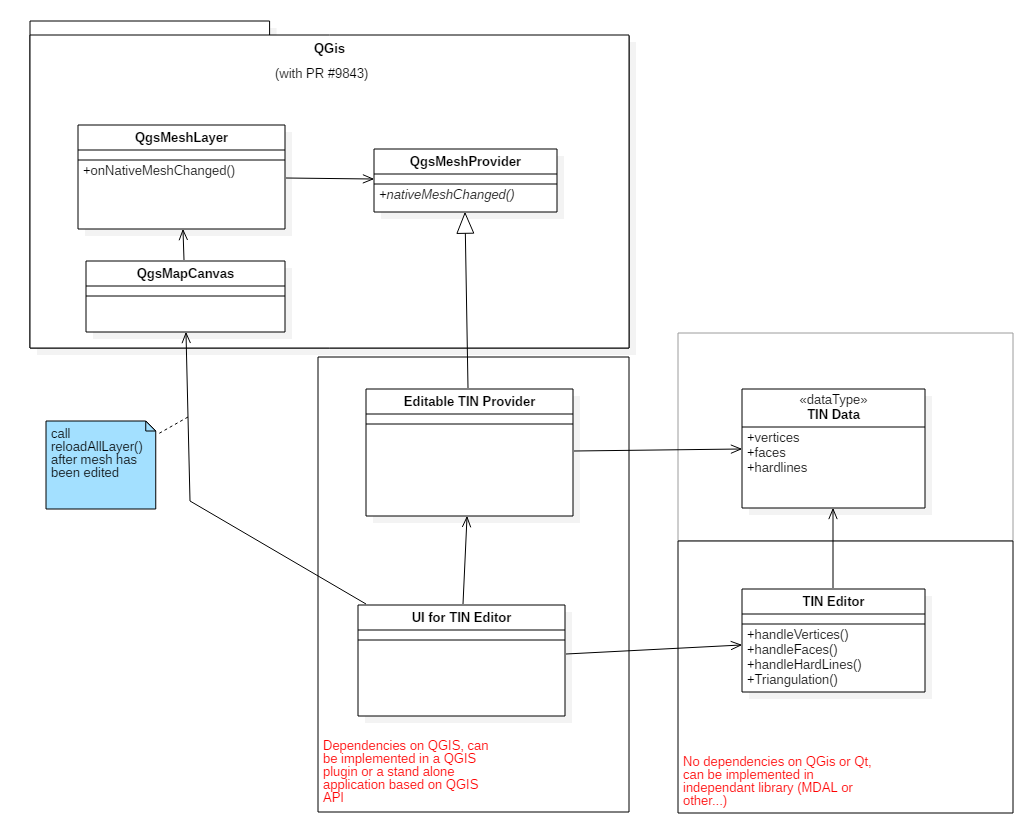 QGis
(with PR #9843)
QgsMeshLayer
+onNativeMeshChanged()
QgsMeshProvider
+nativeMeshChanged()
QgsMapCanvas
call
reloadAllLayer()
after mesh has
been edited
Editable TIN Provider
«dataType»
TIN Data
+vertices
+faces
+hardlines
UI for TIN Editor
TIN Editor
+handleVertices()
+handleFaces()
+handleHardLines()
+Triangulation()
Dependencies on QGIS, can
be implemented in a QGIS
plugin or a stand alone
application based on QGIS
API
No dependencies on QGis or Qt,
can be implemented in
independant library (MDAL or
other...)